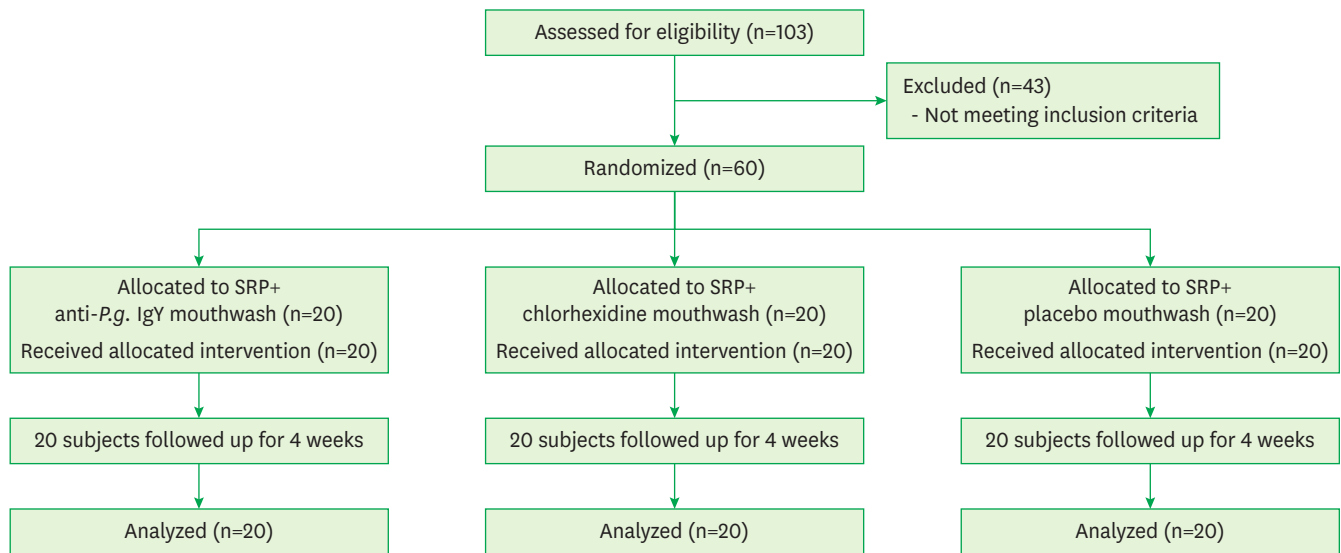 Assessed for eligibility (n=103)
Excluded (n=43)
- Not meeting inclusion criteria
Randomized (n=60)
Allocated to SRP+
anti-P.g. IgY mouthwash (n=20)
Received allocated intervention (n=20)
Allocated to SRP+
chlorhexidine mouthwash (n=20)
Received allocated intervention (n=20)
Allocated to SRP+
placebo mouthwash (n=20)
Received allocated intervention (n=20)
20 subjects followed up for 4 weeks
20 subjects followed up for 4 weeks
20 subjects followed up for 4 weeks
Analyzed (n=20)
Analyzed (n=20)
Analyzed (n=20)